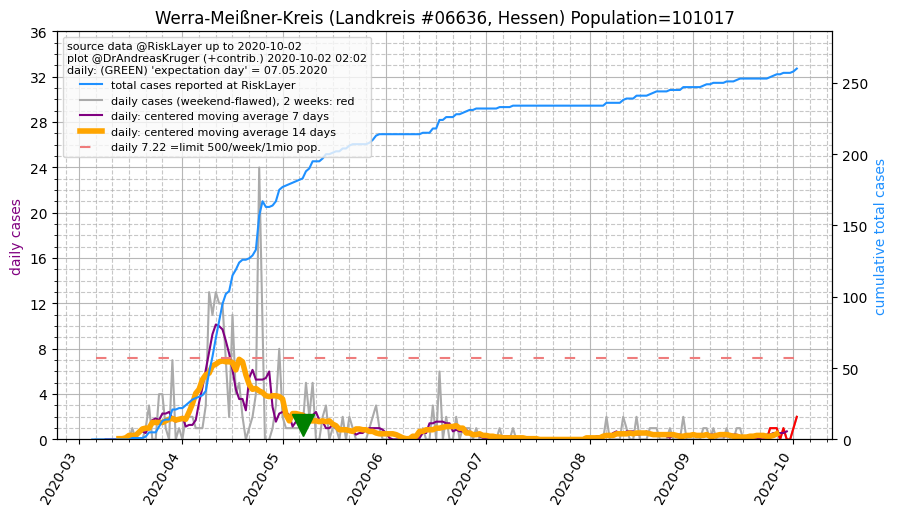 Werra-Meißner-Kreis (Landkreis #06636, Hessen) Population=101017
source data @RiskLayer up to 2020-10-02
plot @DrAndreasKruger (+contrib.) 2020-10-02 02:02
daily: (GREEN) 'expectation day' = 07.05.2020
total cases reported at RiskLayer
daily cases (weekend-flawed), 2 weeks: red
daily: centered moving average 7 days
daily: centered moving average 14 days
daily 7.22 =limit 500/week/1mio pop.
daily cases
36
32
28
24
20
16
12
8
4
0
cumulative total cases
250
200
150
100
50
0
2020-03
2020-04
2020-05
2020-06
2020-07
2020-08
2020-09
2020-10